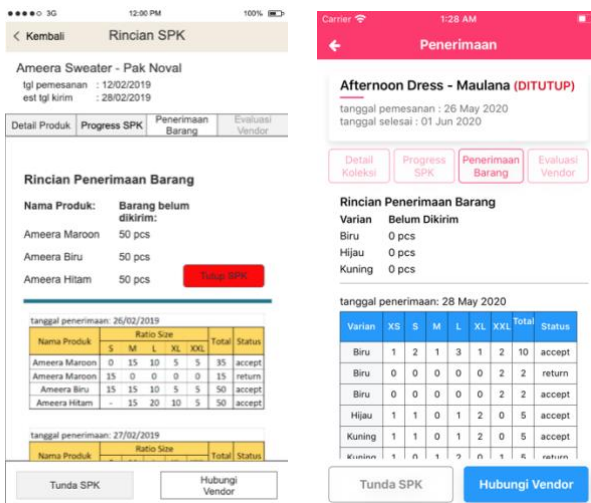 3G 12:00 PM 100%
Kembali Rincian SPK
Ameera Sweater - Pak Noval
tgl pemesanan : 12/02/2019
est tgl kirim : 28/02/2019
Detail Produk Progress SPK Penerimaan Barang Evaluasi Vendor
Rincian Penerimaan Barang
Nama Produk: Barang belum dikirim:
Ameera Maroon 50 pcs
Ameera Biru 50 pcs
Ameera Hitam 50 pcs
Tutup SPK
tanggal penerimaan: 26/02/2019
Nama Produk Ratio Size Total Status
S M L XL XXL
Ameera Maroon 0 15 10 5 5 35 accept
Ameera Maroon 15 0 0 0 0 15 return
Ameera Biru 15 15 10 5 5 50 accept
Ameera Hitam - 15 20 10 5 50 accept
tanggal penerimaan: 27/02/2019
Nama Produk Ratio Size Total Status
Tunda SPK Hubungi Vendor
Carrier 1:28 AM
Penerimaan
Afternoon Dress - Maulana (DITUTUP)
tanggal pemesanan : 26 May 2020
tanggal selesai : 01 Jun 2020
Detail Koleksi Progress SPK Penerimaan Barang Evaluasi Vendor
Rincian Penerimaan Barang
Varian Belum Dikirim
Biru 0 pcs
Hijau 0 pcs
Kuning 0 pcs
tanggal penerimaan: 28 May 2020
Varian XS S M L XL XXL Total Status
Biru 1 2 1 3 1 2 10 accept
Biru 0 0 0 0 0 2 2 return
Biru 0 0 0 0 0 2 2 accept
Hijau 1 1 0 1 2 0 5 accept
Kuning 1 1 0 1 2 0 5 accept
Kuning 1 0 1 2 0 1 5 return
Tunda SPK Hubungi Vendor